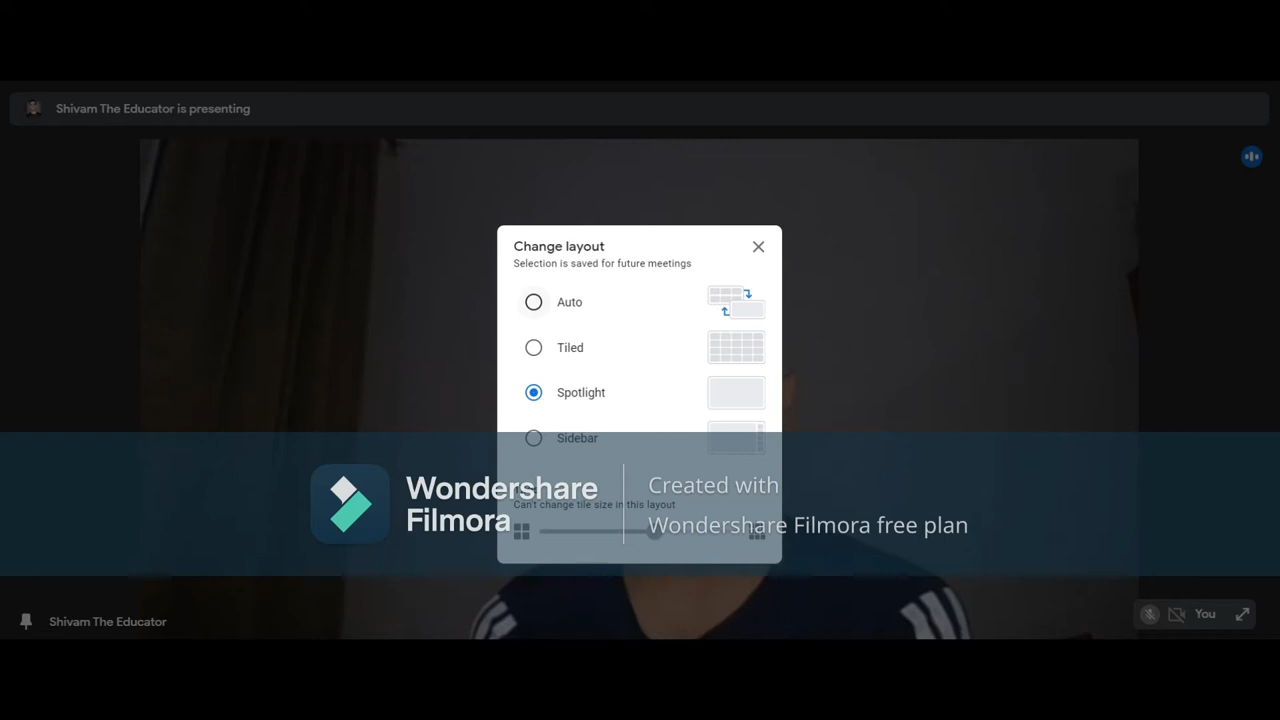 Shivam The Educator is presenting
Change layout
Selection is saved for future meetings
Auto
Tiled
Spotlight
Sidebar
Can't change tile size in this layout
Wondershare
Filmora
Created with
Wondershare Filmora free plan
Shivam The Educator
You